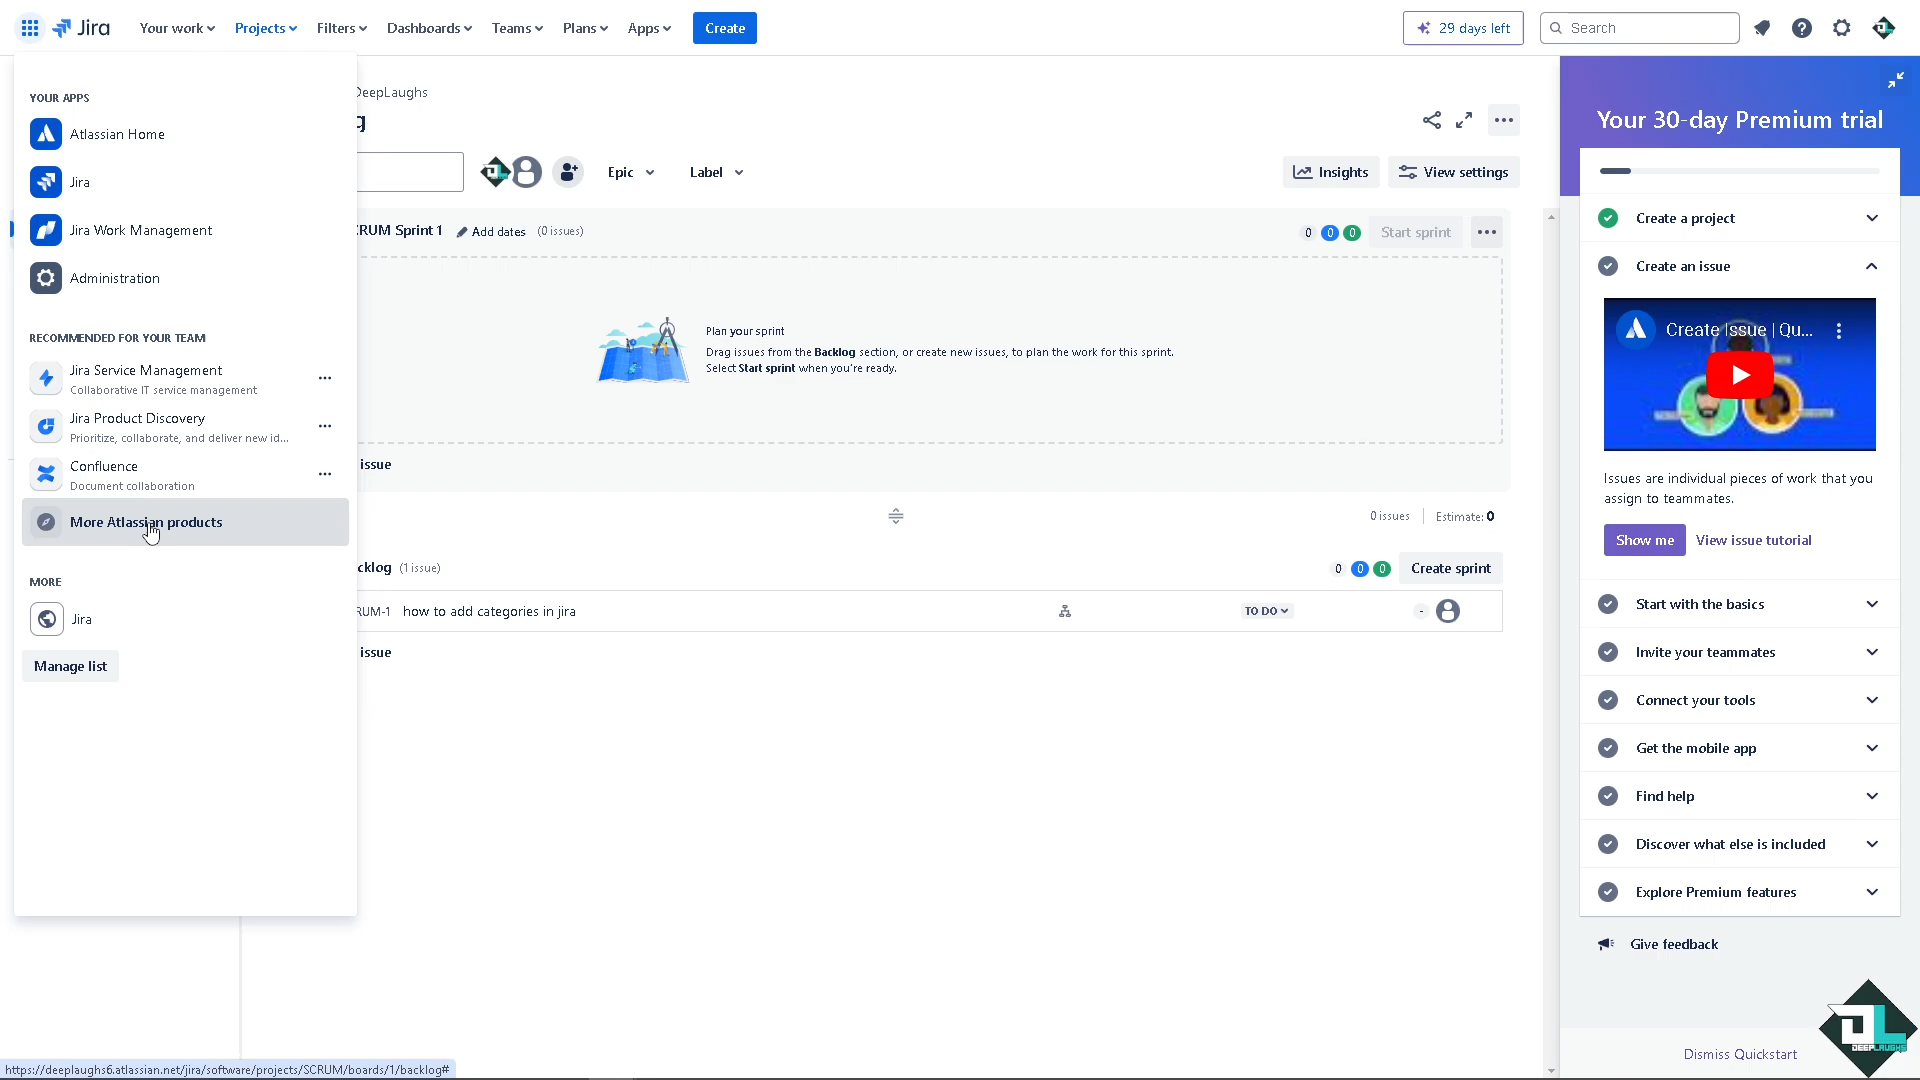 Jira
Your work
Projects
Filters
Dashboards
Teams
Plans
Apps
Create
29 days left
Search
YOUR APPS
Atlassian Home
Jira
Jira Work Management
Administration
RECOMMENDED FOR YOUR TEAM
Jira Service Management
Collaborative IT service management
Jira Product Discovery
Prioritize, collaborate, and deliver new id...
Confluence
Document collaboration
More Atlassian products
MORE
Jira
Manage list
DeepLaughs
g
Epic
Label
Insights
View settings
CRUM Sprint 1
Add dates
(0 issues)
0 0 0
Start sprint
Plan your sprint
Drag issues from the Backlog section, or create new issues, to plan the work for this sprint.
Select Start sprint when you're ready.
issue
0 issues
Estimate: 0
cklog (1 issue)
0 0 0
Create sprint
RUM-1 how to add categories in jira
TO DO
-
issue
Your 30-day Premium trial
Create a project
Create an issue
Create Issue | Qu...
Issues are individual pieces of work that you
assign to teammates.
Show me
View issue tutorial
Start with the basics
Invite your teammates
Connect your tools
Get the mobile app
Find help
Discover what else is included
Explore Premium features
Give feedback
Dismiss Quickstart
DEEPLAUGHS
https://deeplaughs6.atlassian.net/jira/software/projects/SCRUM/boards/1/backlog#